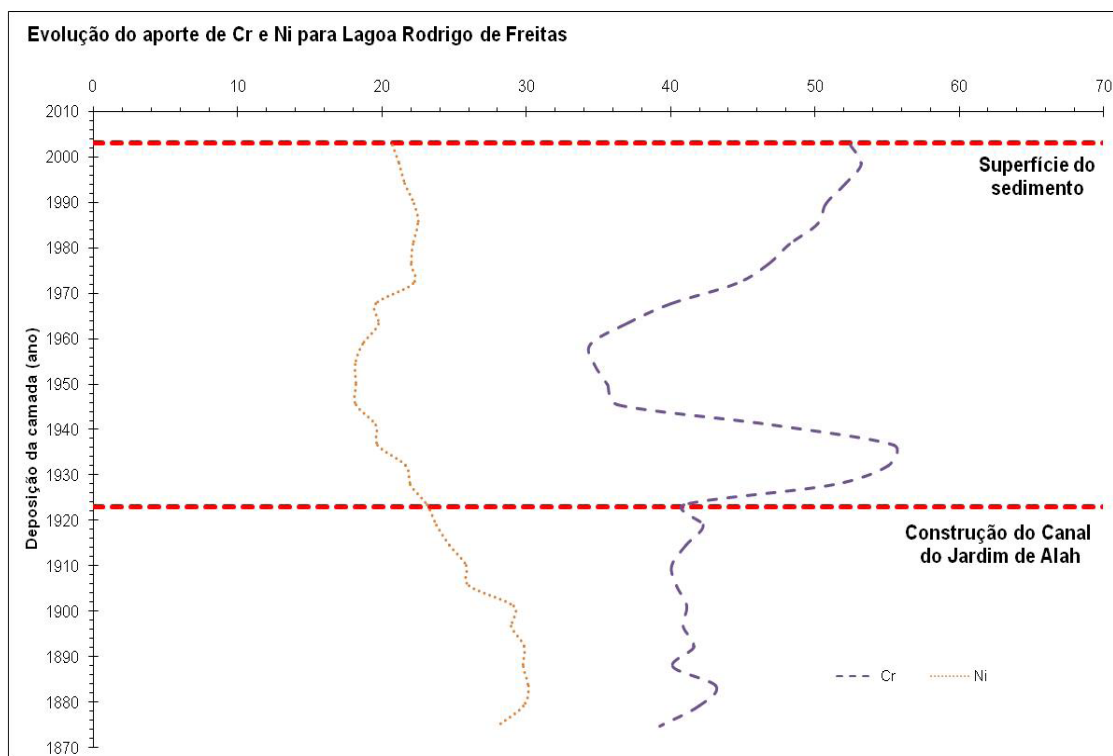 Evolução do aporte de Cr e Ni para Lagoa Rodrigo de Freitas
0 10 20 30 40 50 60 70
2010
2000
1990
1980
1970
1960
1950
1940
1930
1920
1910
1900
1890
1880
1870
Deposição da camada (ano)
Superfície do
sedimento
Construção do Canal
do Jardim de Alah
Cr Ni